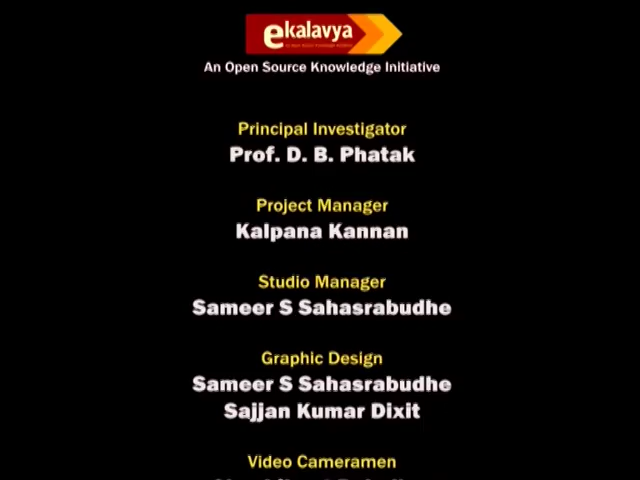 ekalavya
An Open Source Knowledge Initiative
Principal Investigator
Prof. D. B. Phatak
Project Manager
Kalpana Kannan
Studio Manager
Sameer S Sahasrabudhe
Graphic Design
Sameer S Sahasrabudhe
Sajjan Kumar Dixit
Video Cameramen